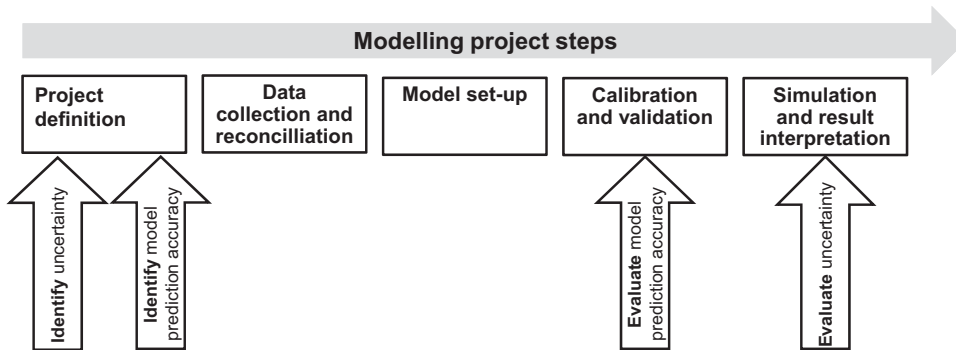 Modelling project steps
Project
definition
Data
collection and
reconcilliation
Model set-up
Calibration
and validation
Simulation
and result
interpretation
Identify uncertainty
Identify model
prediction accuracy
Evaluate model
prediction accuracy
Evaluate uncertainty